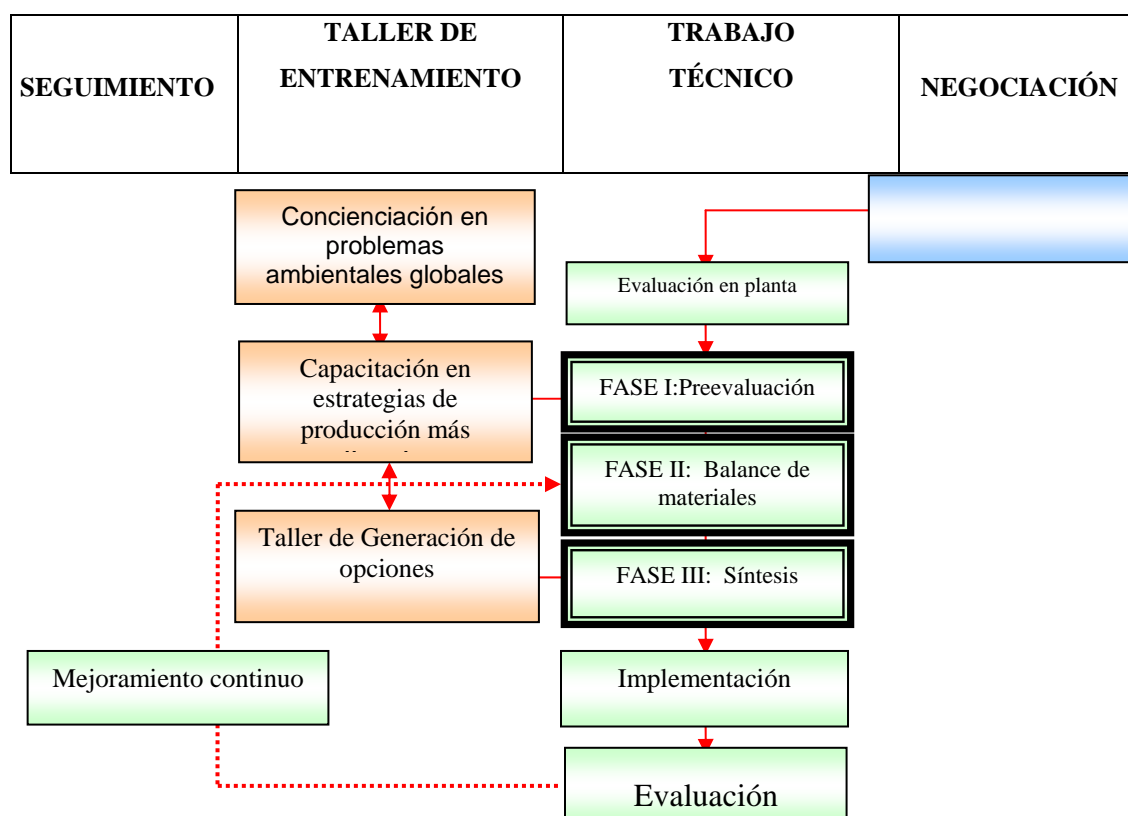 SEGUIMIENTO
TALLER DE
ENTRENAMIENTO
TRABAJO
TÉCNICO
NEGOCIACIÓN
Concienciación en
problemas
ambientales globales
Evaluación en planta
Capacitación en
estrategias de
producción más
FASE I:Preevaluación
FASE II: Balance de
materiales
Taller de Generación de
opciones
FASE III: Síntesis
Mejoramiento continuo
Implementación
Evaluación